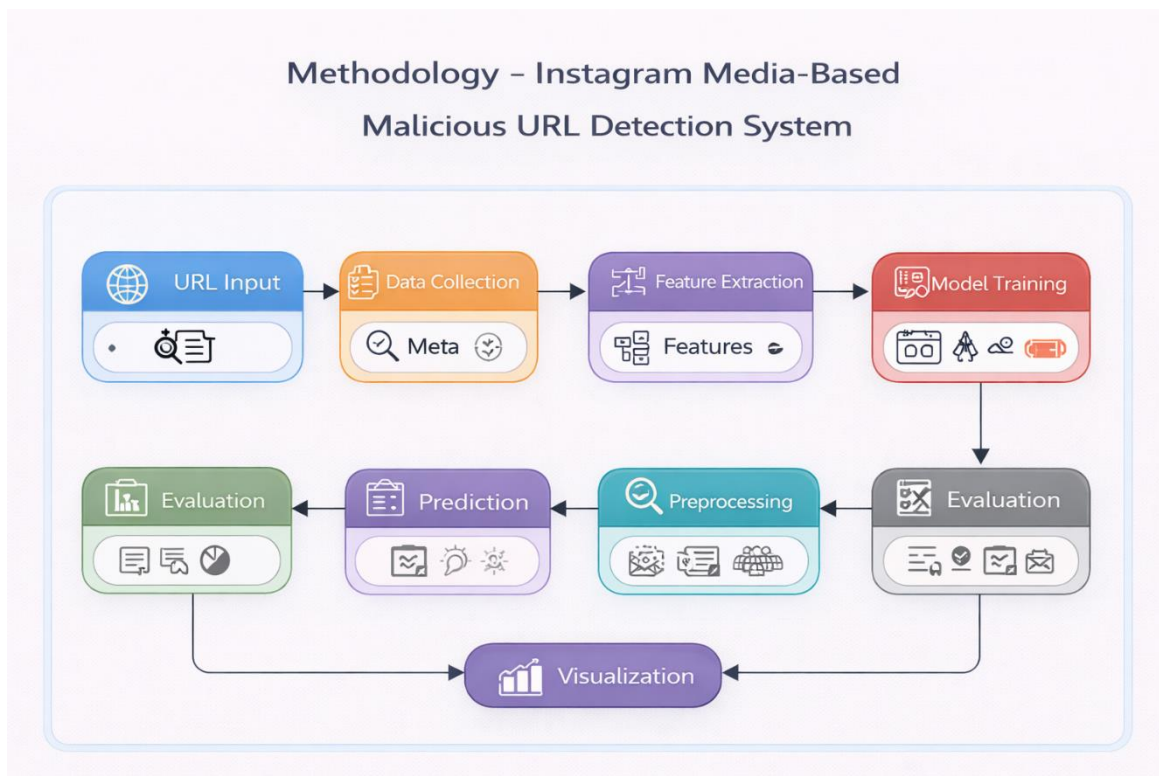 Methodology – Instagram Media-Based
Malicious URL Detection System
URL Input
Data Collection
Feature Extraction
Model Training
Meta
Features
Evaluation
Prediction
Preprocessing
Evaluation
Visualization